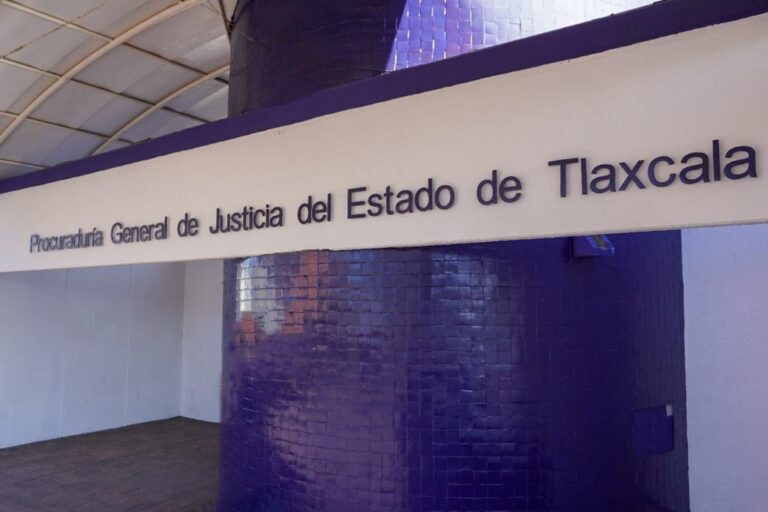 Procuraduría General de Justicia del Estado de Tlaxcala